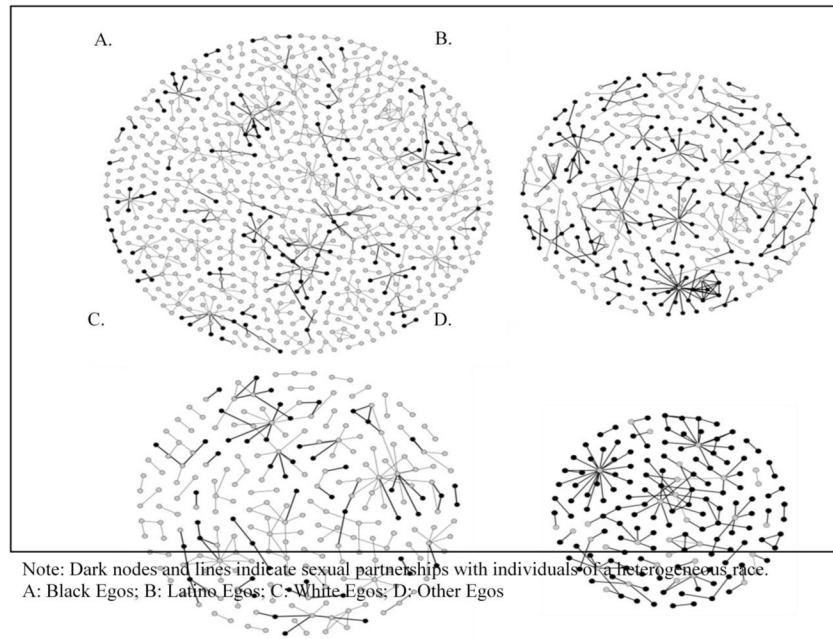 A.
B.
C.
D.
Note: Dark nodes and lines indicate sexual partnerships with individuals of a heterogeneous race.
A: Black Egos; B: Latino Egos; C: White Egos; D: Other Egos